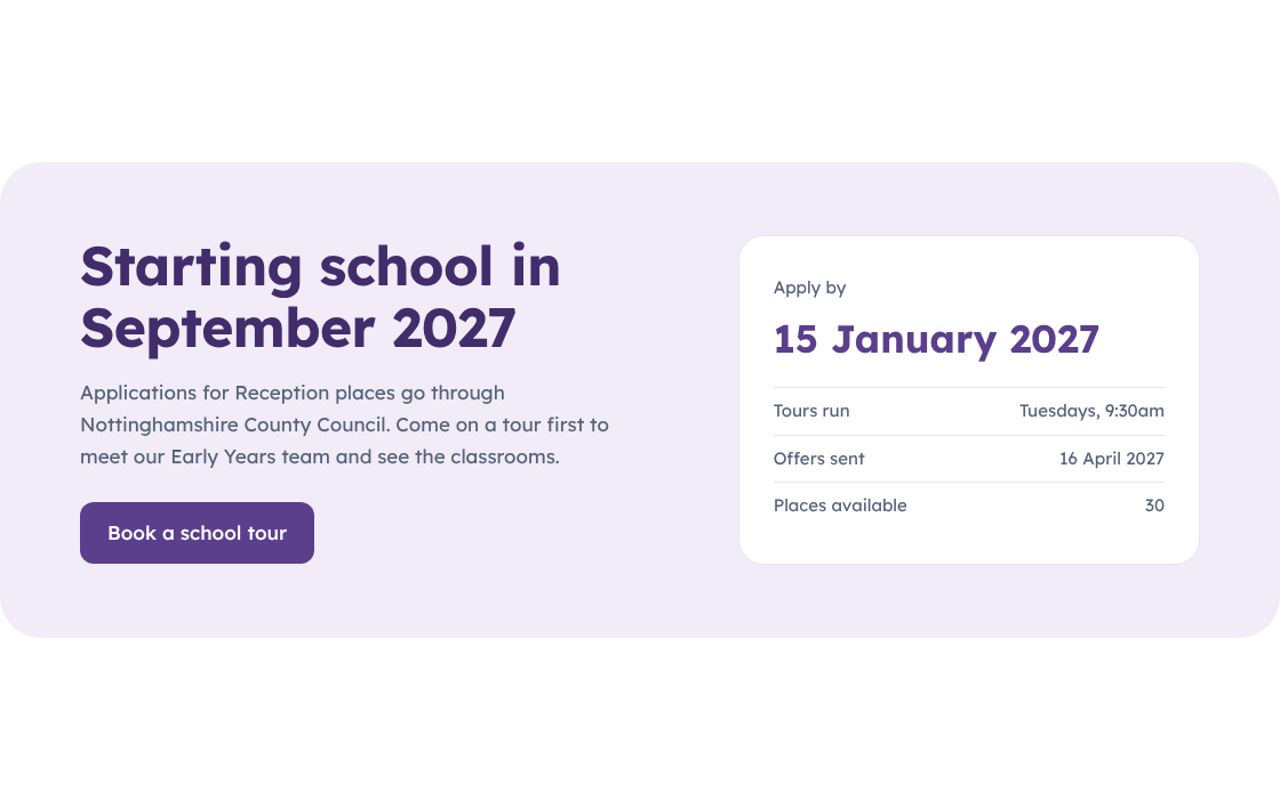 Starting school in
September 2027
Applications for Reception places go through
Nottinghamshire County Council. Come on a tour first to
meet our Early Years team and see the classrooms.
Book a school tour
Apply by
15 January 2027
Tours run Tuesdays, 9:30am
Offers sent 16 April 2027
Places available 30